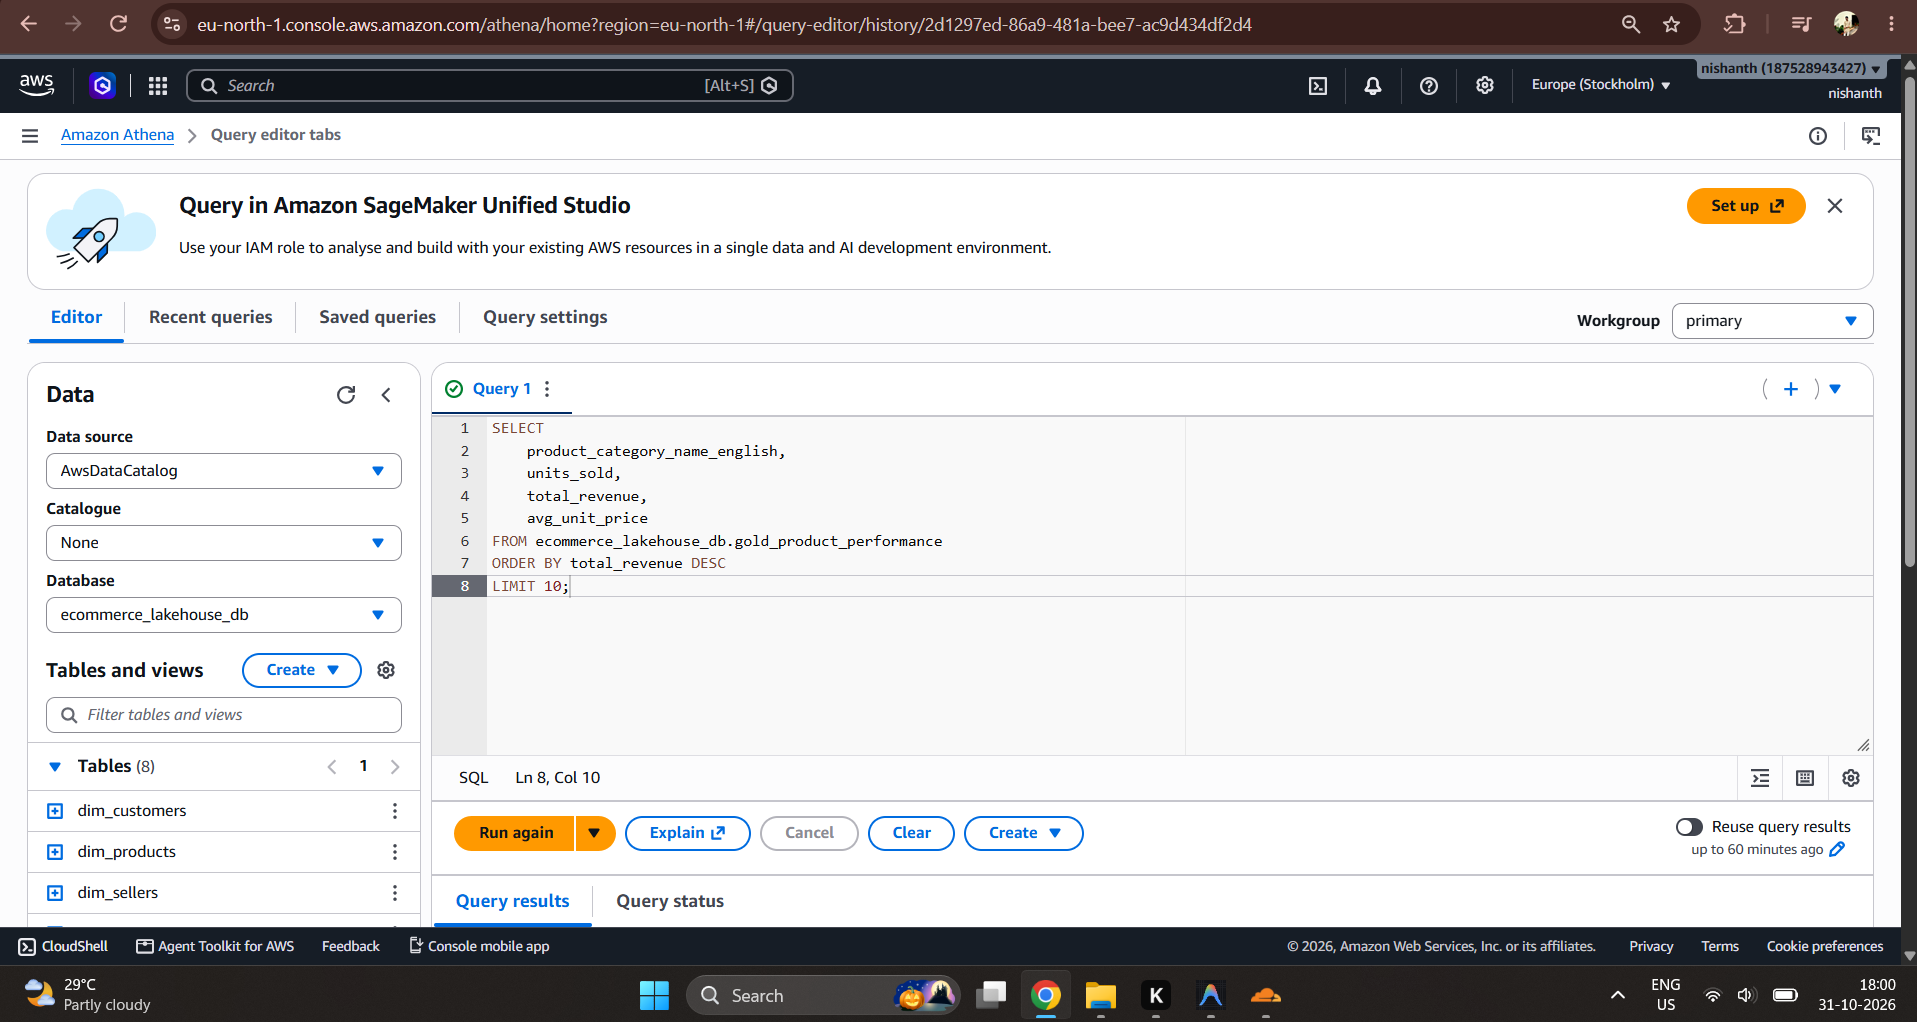 eu-north-1.console.aws.amazon.com/athena/home?region=eu-north-1#/query-editor/history/2d1297ed-86a9-481a-bee7-ac9d434df2d4
aws
Search
[Alt+S]
Europe (Stockholm)
nishanth (187528943427)
nishanth
Amazon Athena
Query editor tabs
Query in Amazon SageMaker Unified Studio
Use your IAM role to analyse and build with your existing AWS resources in a single data and AI development environment.
Set up
Editor
Recent queries
Saved queries
Query settings
Workgroup
primary
Data
Data source
AwsDataCatalog
Catalogue
None
Database
ecommerce_lakehouse_db
Tables and views
Create
Filter tables and views
Tables (8)
1
dim_customers
dim_products
dim_sellers
Query 1
1 SELECT
2 product_category_name_english,
3 units_sold,
4 total_revenue,
5 avg_unit_price
6 FROM ecommerce_lakehouse_db.gold_product_performance
7 ORDER BY total_revenue DESC
8 LIMIT 10;
SQL
Ln 8, Col 10
Run again
Explain
Cancel
Clear
Create
Reuse query results
up to 60 minutes ago
Query results
Query status
CloudShell
Agent Toolkit for AWS
Feedback
Console mobile app
© 2026, Amazon Web Services, Inc. or its affiliates.
Privacy
Terms
Cookie preferences
29°C
Partly cloudy
Search
K
ENG
US
18:00
31-10-2026